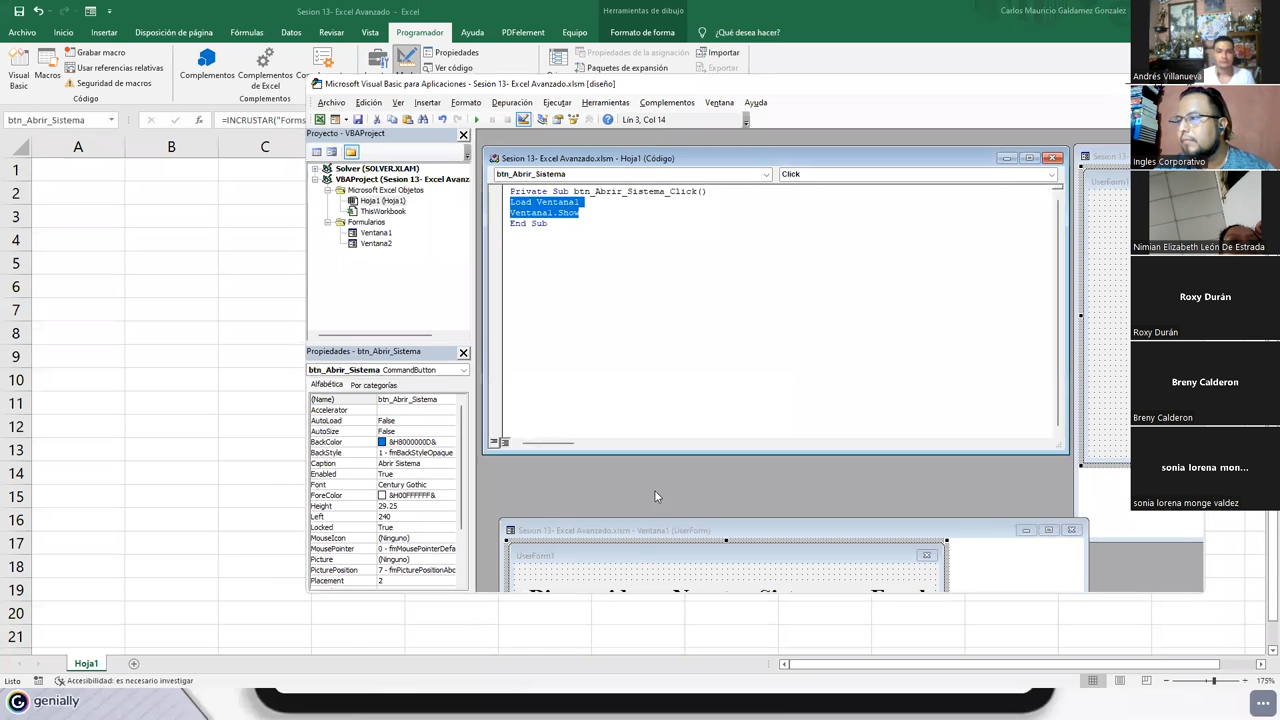 Sesion 13 - Excel Avanzado - Excel
Herramientas de dibujo
Carlos Mauricio Galdamez Gonzalez
Archivo Inicio Insertar Disposición de página Fórmulas Datos Revisar Vista Programador Ayuda PDFelement Equipo Formato de forma ¿Qué desea hacer?
Visual Basic
Macros
Grabar macro
Usar referencias relativas
Seguridad de macros
Código
Complementos
Complementos de Excel
Complementos
Propiedades
Ver código
Propiedades de la asignación
Paquetes de expansión
Importar
Exportar
Microsoft Visual Basic para Aplicaciones - Sesion 13- Excel Avanzado.xlsm [diseño]
Archivo Edición Ver Insertar Formato Depuración Ejecutar Herramientas Complementos Ventana Ayuda
Lín 3, Col 14
btn_Abrir_Sistema
=INCRUSTAR("Forms
A B C
1
2
3
4
5
6
7
8
9
10
11
12
13
14
15
16
17
18
19
20
21
Proyecto - VBAProject
Solver (SOLVER.XLAM)
VBAProject (Sesion 13- Excel Avanz
Microsoft Excel Objetos
Hoja1 (Hoja1)
ThisWorkbook
Formularios
Ventana1
Ventana2
Propiedades - btn_Abrir_Sistema
btn_Abrir_Sistema CommandButton
Alfabética Por categorías
(Name) btn_Abrir_Sistema
Accelerator
AutoLoad False
AutoSize False
BackColor &H8000000D&
BackStyle 1 - fmBackStyleOpaque
Caption Abrir Sistema
Enabled True
Font Century Gothic
ForeColor &H00FFFFFF&
Height 29.25
Left 240
Locked True
MouseIcon (Ninguno)
MousePointer 0 - fmMousePointerDefa
Picture (Ninguno)
PicturePosition 7 - fmPicturePositionAbo
Placement 2
Sesion 13- Excel Avanzado.xlsm - Hoja1 (Código)
btn_Abrir_Sistema
Click
Private Sub btn_Abrir_Sistema_Click()
Load Ventana1
Ventana1.Show
End Sub
Sesion 13-
UserForm1
Sesion 13- Excel Avanzado.xlsm - Ventana1 (UserForm)
UserForm1
Andrés Villanueva
Ingles Corporativo
Nimian Elizabeth León De Estrada
Roxy Durán
Roxy Durán
Breny Calderon
Breny Calderon
sonia lorena mon...
sonia lorena monge valdez
Hoja1
Listo
Accesibilidad: es necesario investigar
175%
genially